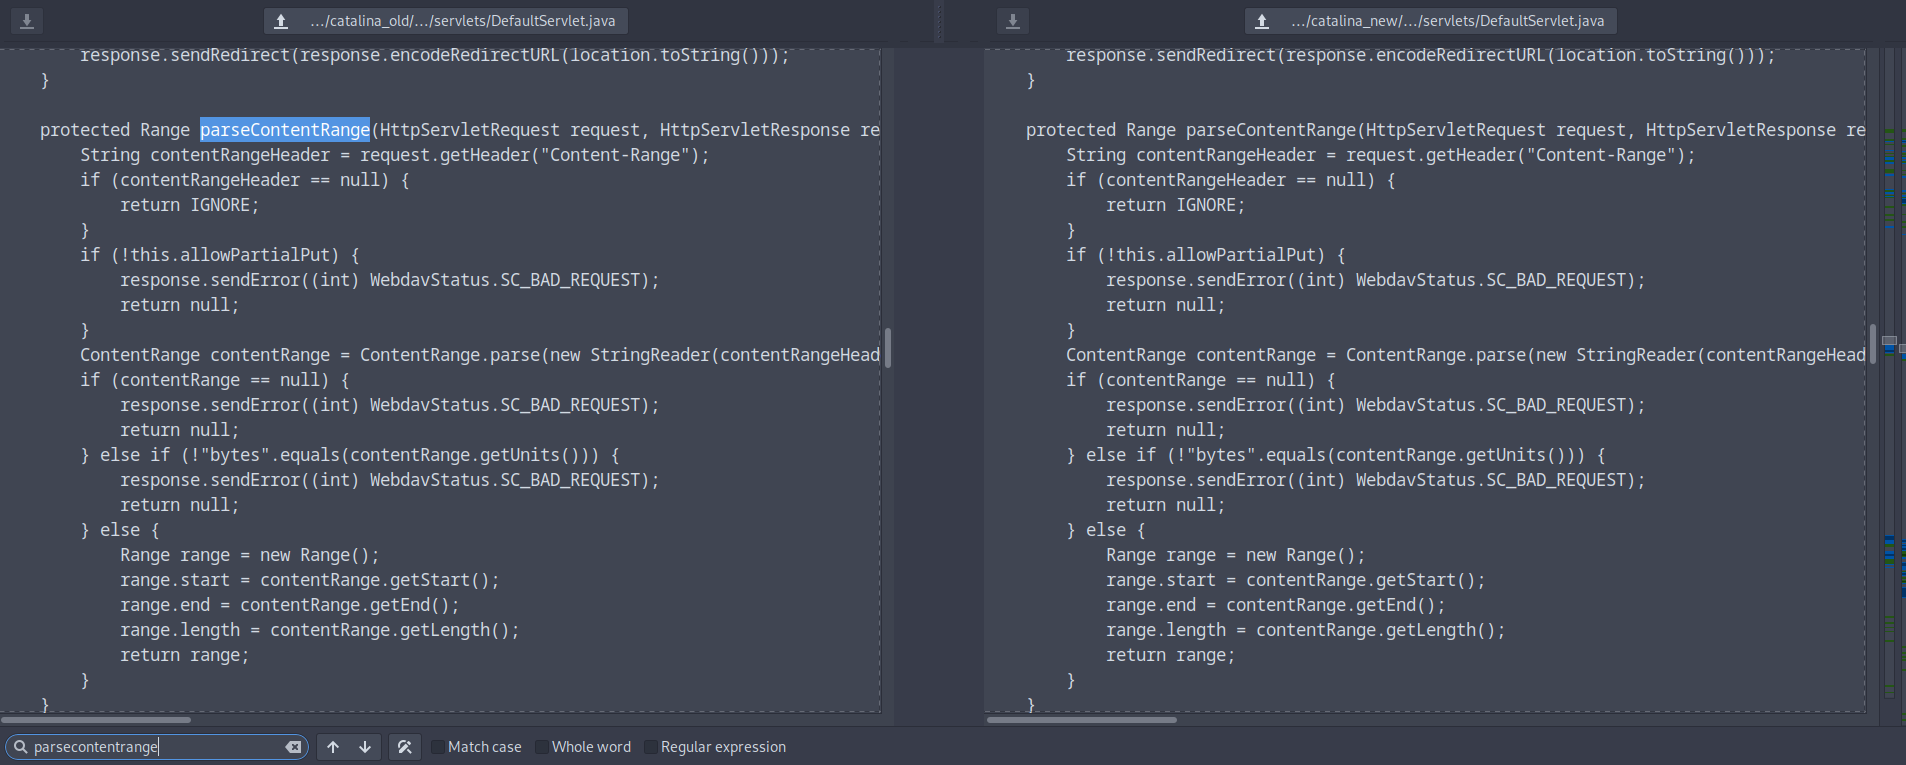 .../catalina_old/.../servlets/DefaultServlet.java
.../catalina_new/.../servlets/DefaultServlet.java
response.sendRedirect(response.encodeRedirectURL(location.toString()));
}
protected Range parseContentRange(HttpServletRequest request, HttpServletResponse re
String contentRangeHeader = request.getHeader("Content-Range");
if (contentRangeHeader == null) {
return IGNORE;
}
if (!this.allowPartialPut) {
response.sendError((int) WebdavStatus.SC_BAD_REQUEST);
return null;
}
ContentRange contentRange = ContentRange.parse(new StringReader(contentRangeHead
if (contentRange == null) {
response.sendError((int) WebdavStatus.SC_BAD_REQUEST);
return null;
} else if (!"bytes".equals(contentRange.getUnits())) {
response.sendError((int) WebdavStatus.SC_BAD_REQUEST);
return null;
} else {
Range range = new Range();
range.start = contentRange.getStart();
range.end = contentRange.getEnd();
range.length = contentRange.getLength();
return range;
}
}
response.sendRedirect(response.encodeRedirectURL(location.toString()));
}
protected Range parseContentRange(HttpServletRequest request, HttpServletResponse re
String contentRangeHeader = request.getHeader("Content-Range");
if (contentRangeHeader == null) {
return IGNORE;
}
if (!this.allowPartialPut) {
response.sendError((int) WebdavStatus.SC_BAD_REQUEST);
return null;
}
ContentRange contentRange = ContentRange.parse(new StringReader(contentRangeHead
if (contentRange == null) {
response.sendError((int) WebdavStatus.SC_BAD_REQUEST);
return null;
} else if (!"bytes".equals(contentRange.getUnits())) {
response.sendError((int) WebdavStatus.SC_BAD_REQUEST);
return null;
} else {
Range range = new Range();
range.start = contentRange.getStart();
range.end = contentRange.getEnd();
range.length = contentRange.getLength();
return range;
}
}
parsecontentrange
Match case
Whole word
Regular expression